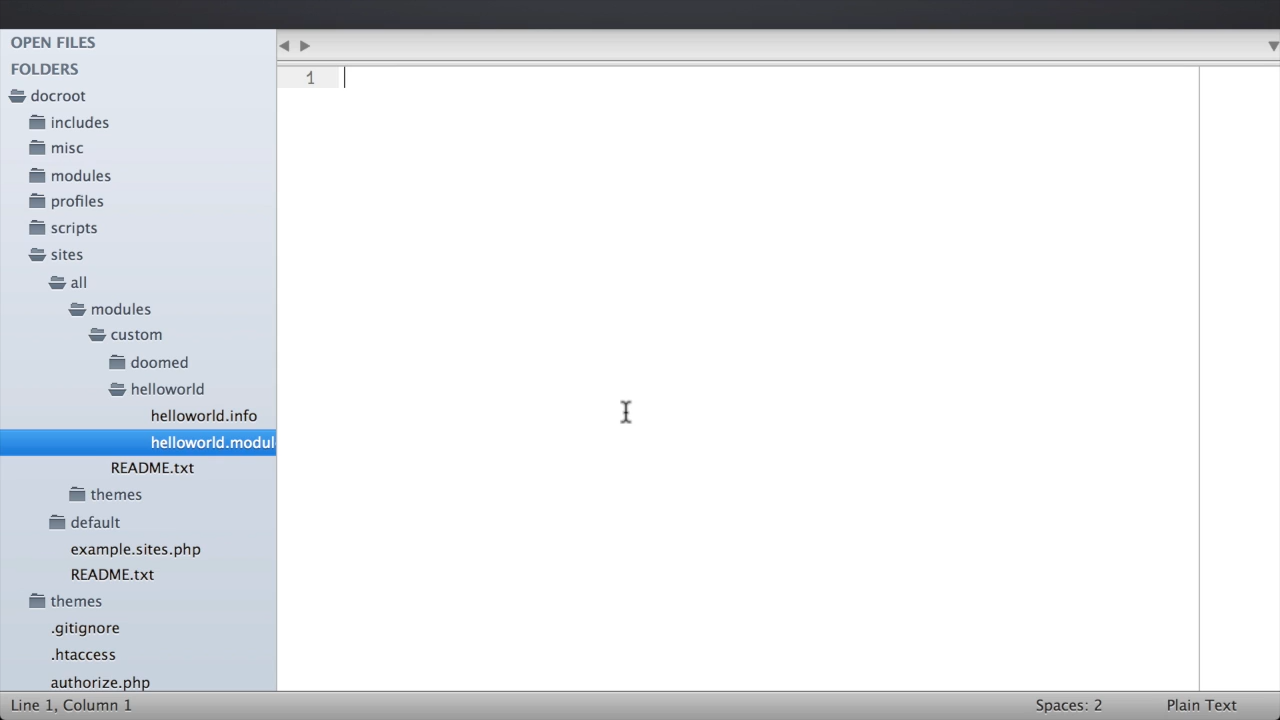 OPEN FILES
FOLDERS
docroot
includes
misc
modules
profiles
scripts
sites
all
modules
custom
doomed
helloworld
helloworld.info
helloworld.modul
README.txt
themes
default
example.sites.php
README.txt
themes
.gitignore
.htaccess
authorize.php
1
Line 1, Column 1
Spaces: 2
Plain Text